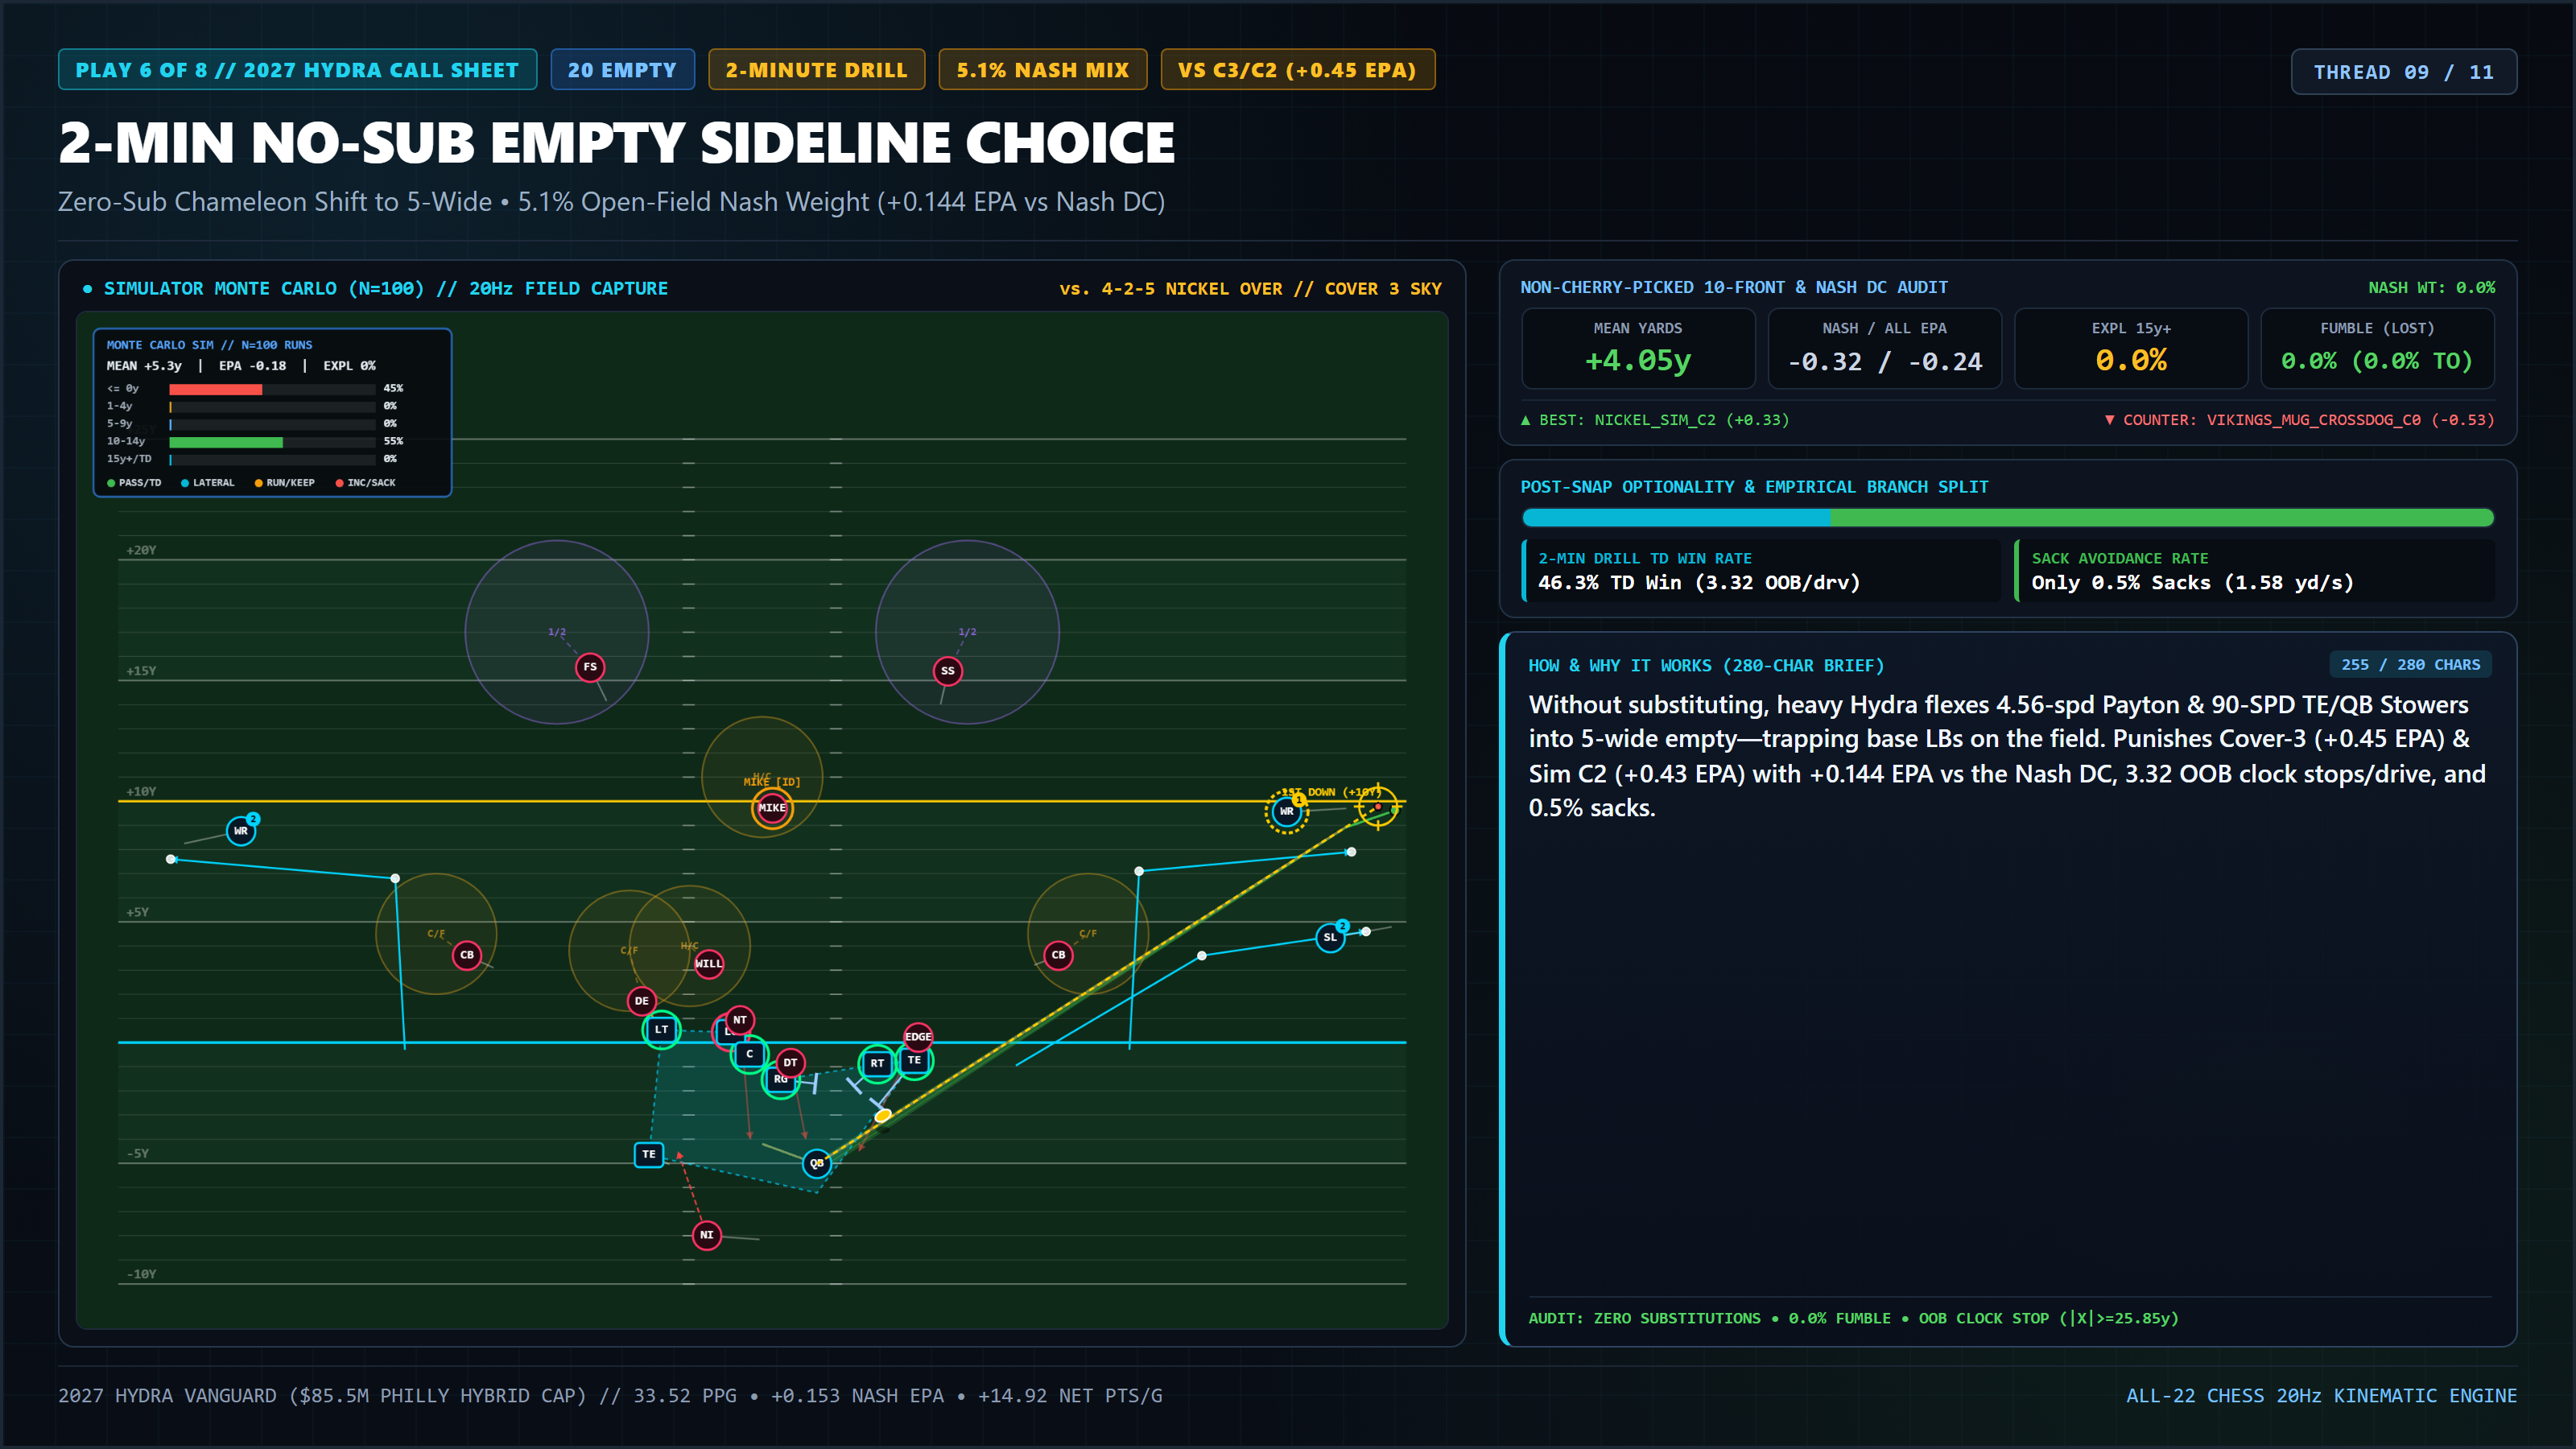 PLAY 6 OF 8 // 2027 HYDRA CALL SHEET
20 EMPTY
2-MINUTE DRILL
5.1% NASH MIX
VS C3/C2 (+0.45 EPA)
THREAD 09 / 11
2-MIN NO-SUB EMPTY SIDELINE CHOICE
Zero-Sub Chameleon Shift to 5-Wide • 5.1% Open-Field Nash Weight (+0.144 EPA vs Nash DC)
SIMULATOR MONTE CARLO (N=100) // 20Hz FIELD CAPTURE
vs. 4-2-5 NICKEL OVER // COVER 3 SKY
MONTE CARLO SIM // N=100 RUNS
MEAN +5.3y | EPA -0.18 | EXPL 0%
<= 0y 45%
1-4y 0%
5-9y 0%
10-14y 55%
15y+/TD 0%
PASS/TD LATERAL RUN/KEEP INC/SACK
+20Y
1/2
1/2
FS
SS
+15Y
H/C
MIKE [ID]
+10Y
MIKE
1ST DOWN (+10Y)
WR 1
WR 2
+5Y
C/F
C/F
H/C
C/F
SL 2
CB
WILL
CB
DE
LT
NT
C
DT
RG
EDGE
RT
TE
-5Y
TE
QB
NI
-10Y
NON-CHERRY-PICKED 10-FRONT & NASH DC AUDIT
NASH WT: 0.0%
MEAN YARDS
+4.05y
NASH / ALL EPA
-0.32 / -0.24
EXPL 15y+
0.0%
FUMBLE (LOST)
0.0% (0.0% TO)
▲ BEST: NICKEL_SIM_C2 (+0.33)
▼ COUNTER: VIKINGS_MUG_CROSSDOG_C0 (-0.53)
POST-SNAP OPTIONALITY & EMPIRICAL BRANCH SPLIT
2-MIN DRILL TD WIN RATE
46.3% TD Win (3.32 OOB/drv)
SACK AVOIDANCE RATE
Only 0.5% Sacks (1.58 yd/s)
HOW & WHY IT WORKS (280-CHAR BRIEF)
255 / 280 CHARS
Without substituting, heavy Hydra flexes 4.56-spd Payton & 90-SPD TE/QB Stowers
into 5-wide empty—trapping base LBs on the field. Punishes Cover-3 (+0.45 EPA) &
Sim C2 (+0.43 EPA) with +0.144 EPA vs the Nash DC, 3.32 OOB clock stops/drive, and
0.5% sacks.
AUDIT: ZERO SUBSTITUTIONS • 0.0% FUMBLE • OOB CLOCK STOP (|X|>=25.85y)
2027 HYDRA VANGUARD ($85.5M PHILLY HYBRID CAP) // 33.52 PPG • +0.153 NASH EPA • +14.92 NET PTS/G
ALL-22 CHESS 20Hz KINEMATIC ENGINE